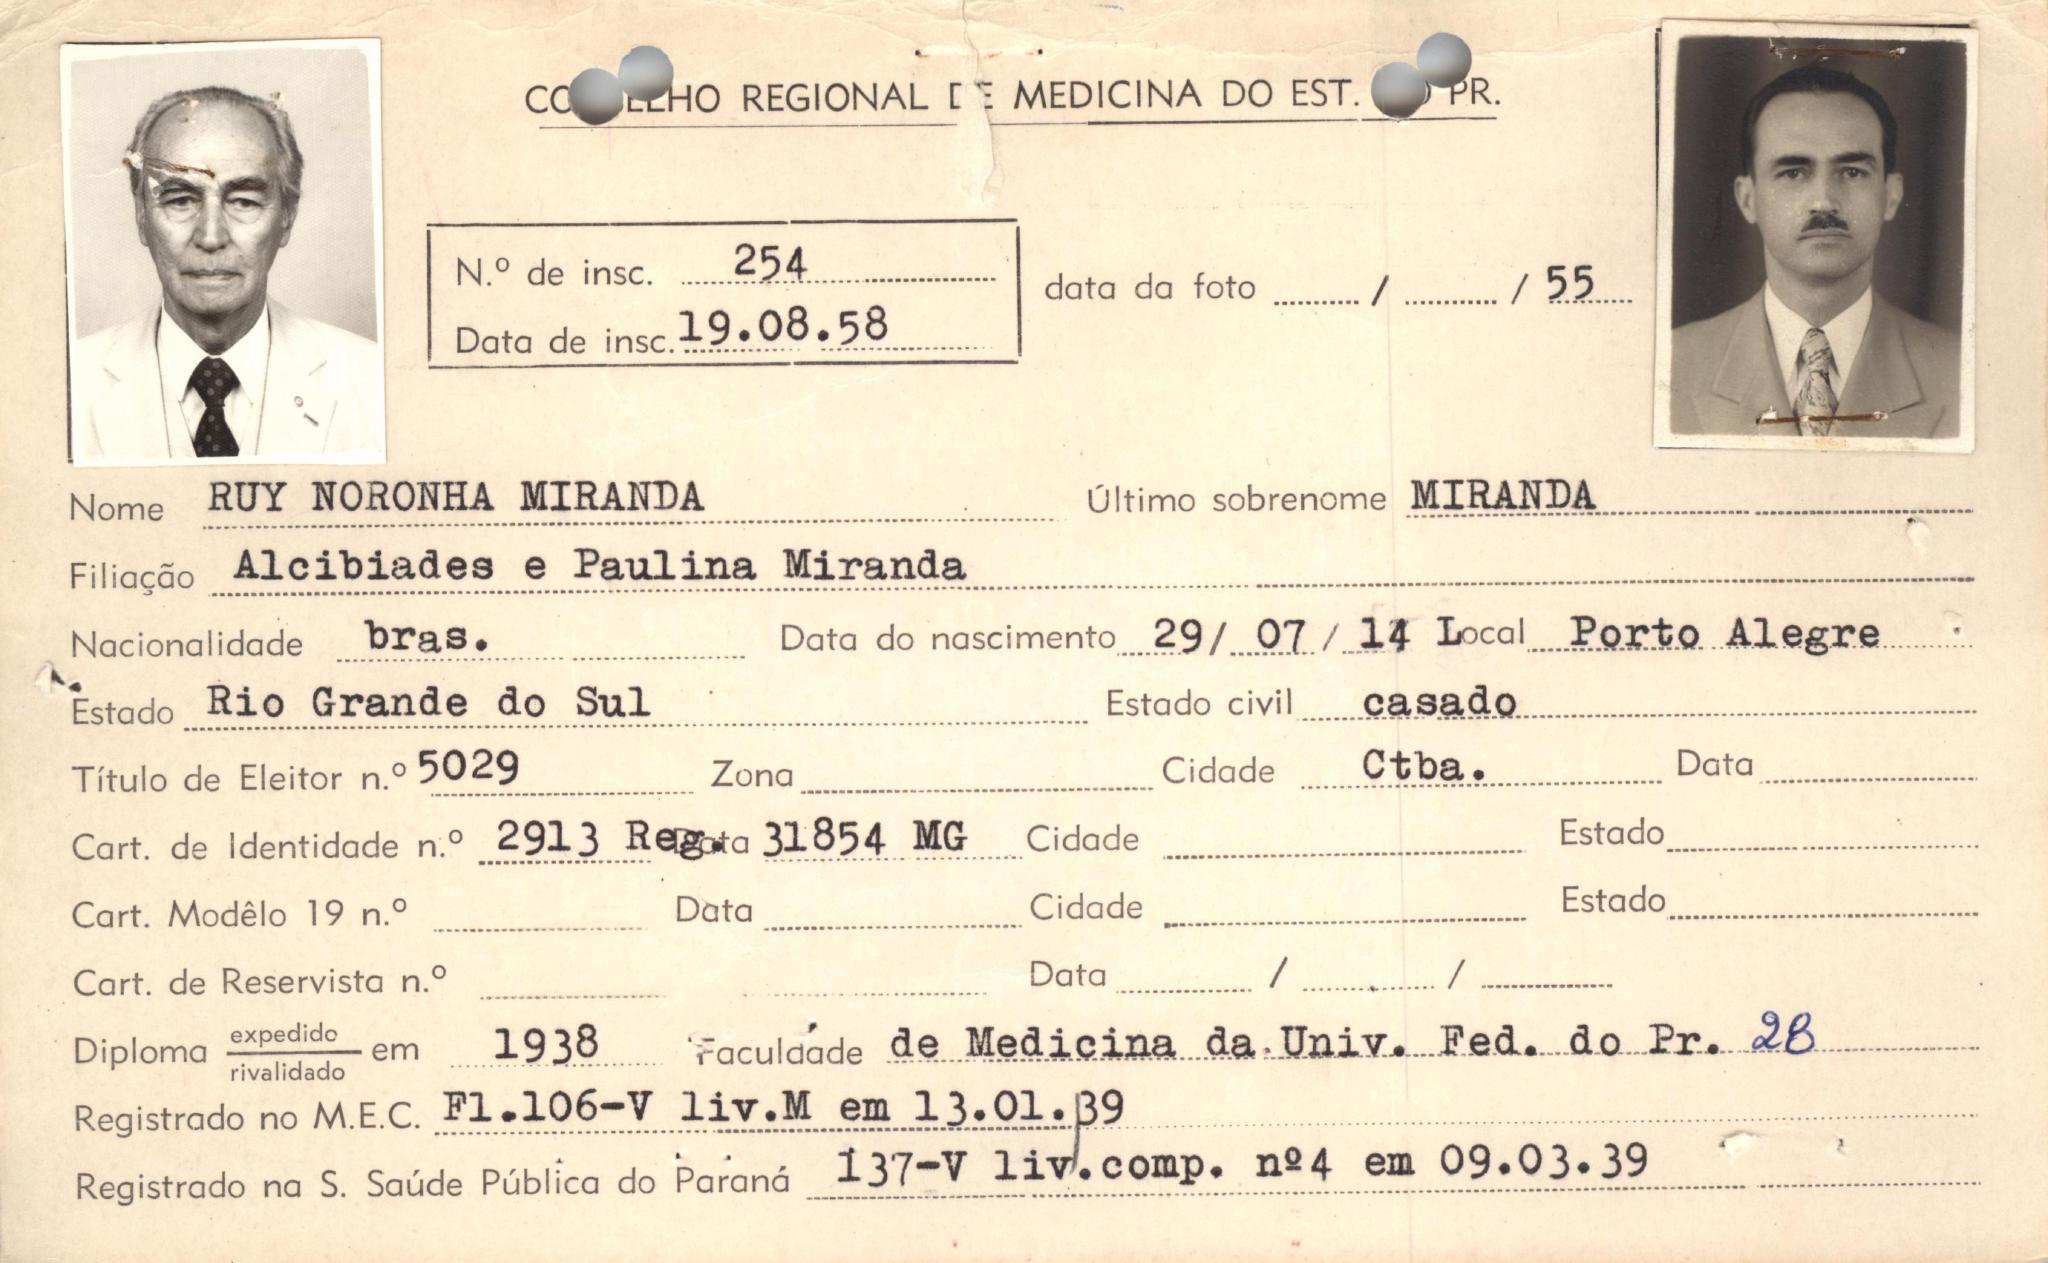 CONSELHO REGIONAL DE MEDICINA DO EST. DO PR.
N.º de insc. 254
Data de insc. 19.08.58
data da foto / / 55
Nome RUY NORONHA MIRANDA Último sobrenome MIRANDA
Filiação Alcibiades e Paulina Miranda
Nacionalidade bras. Data do nascimento 29/ 07 / 14 Local Porto Alegre
Estado Rio Grande do Sul Estado civil casado
Título de Eleitor n.º 5029 Zona Cidade Ctba. Data
Cart. de Identidade n.º 2913 Reg. Data 31854 MG Cidade Estado
Cart. Modêlo 19 n.º Data Cidade Estado
Cart. de Reservista n.º Data / /
Diploma expedido/rivalidado em 1938 Faculdade de Medicina da Univ. Fed. do Pr. 28
Registrado no M.E.C. Fl.106-V liv.M em 13.01.39
Registrado na S. Saúde Pública do Paraná 137-V liv.comp. nº4 em 09.03.39